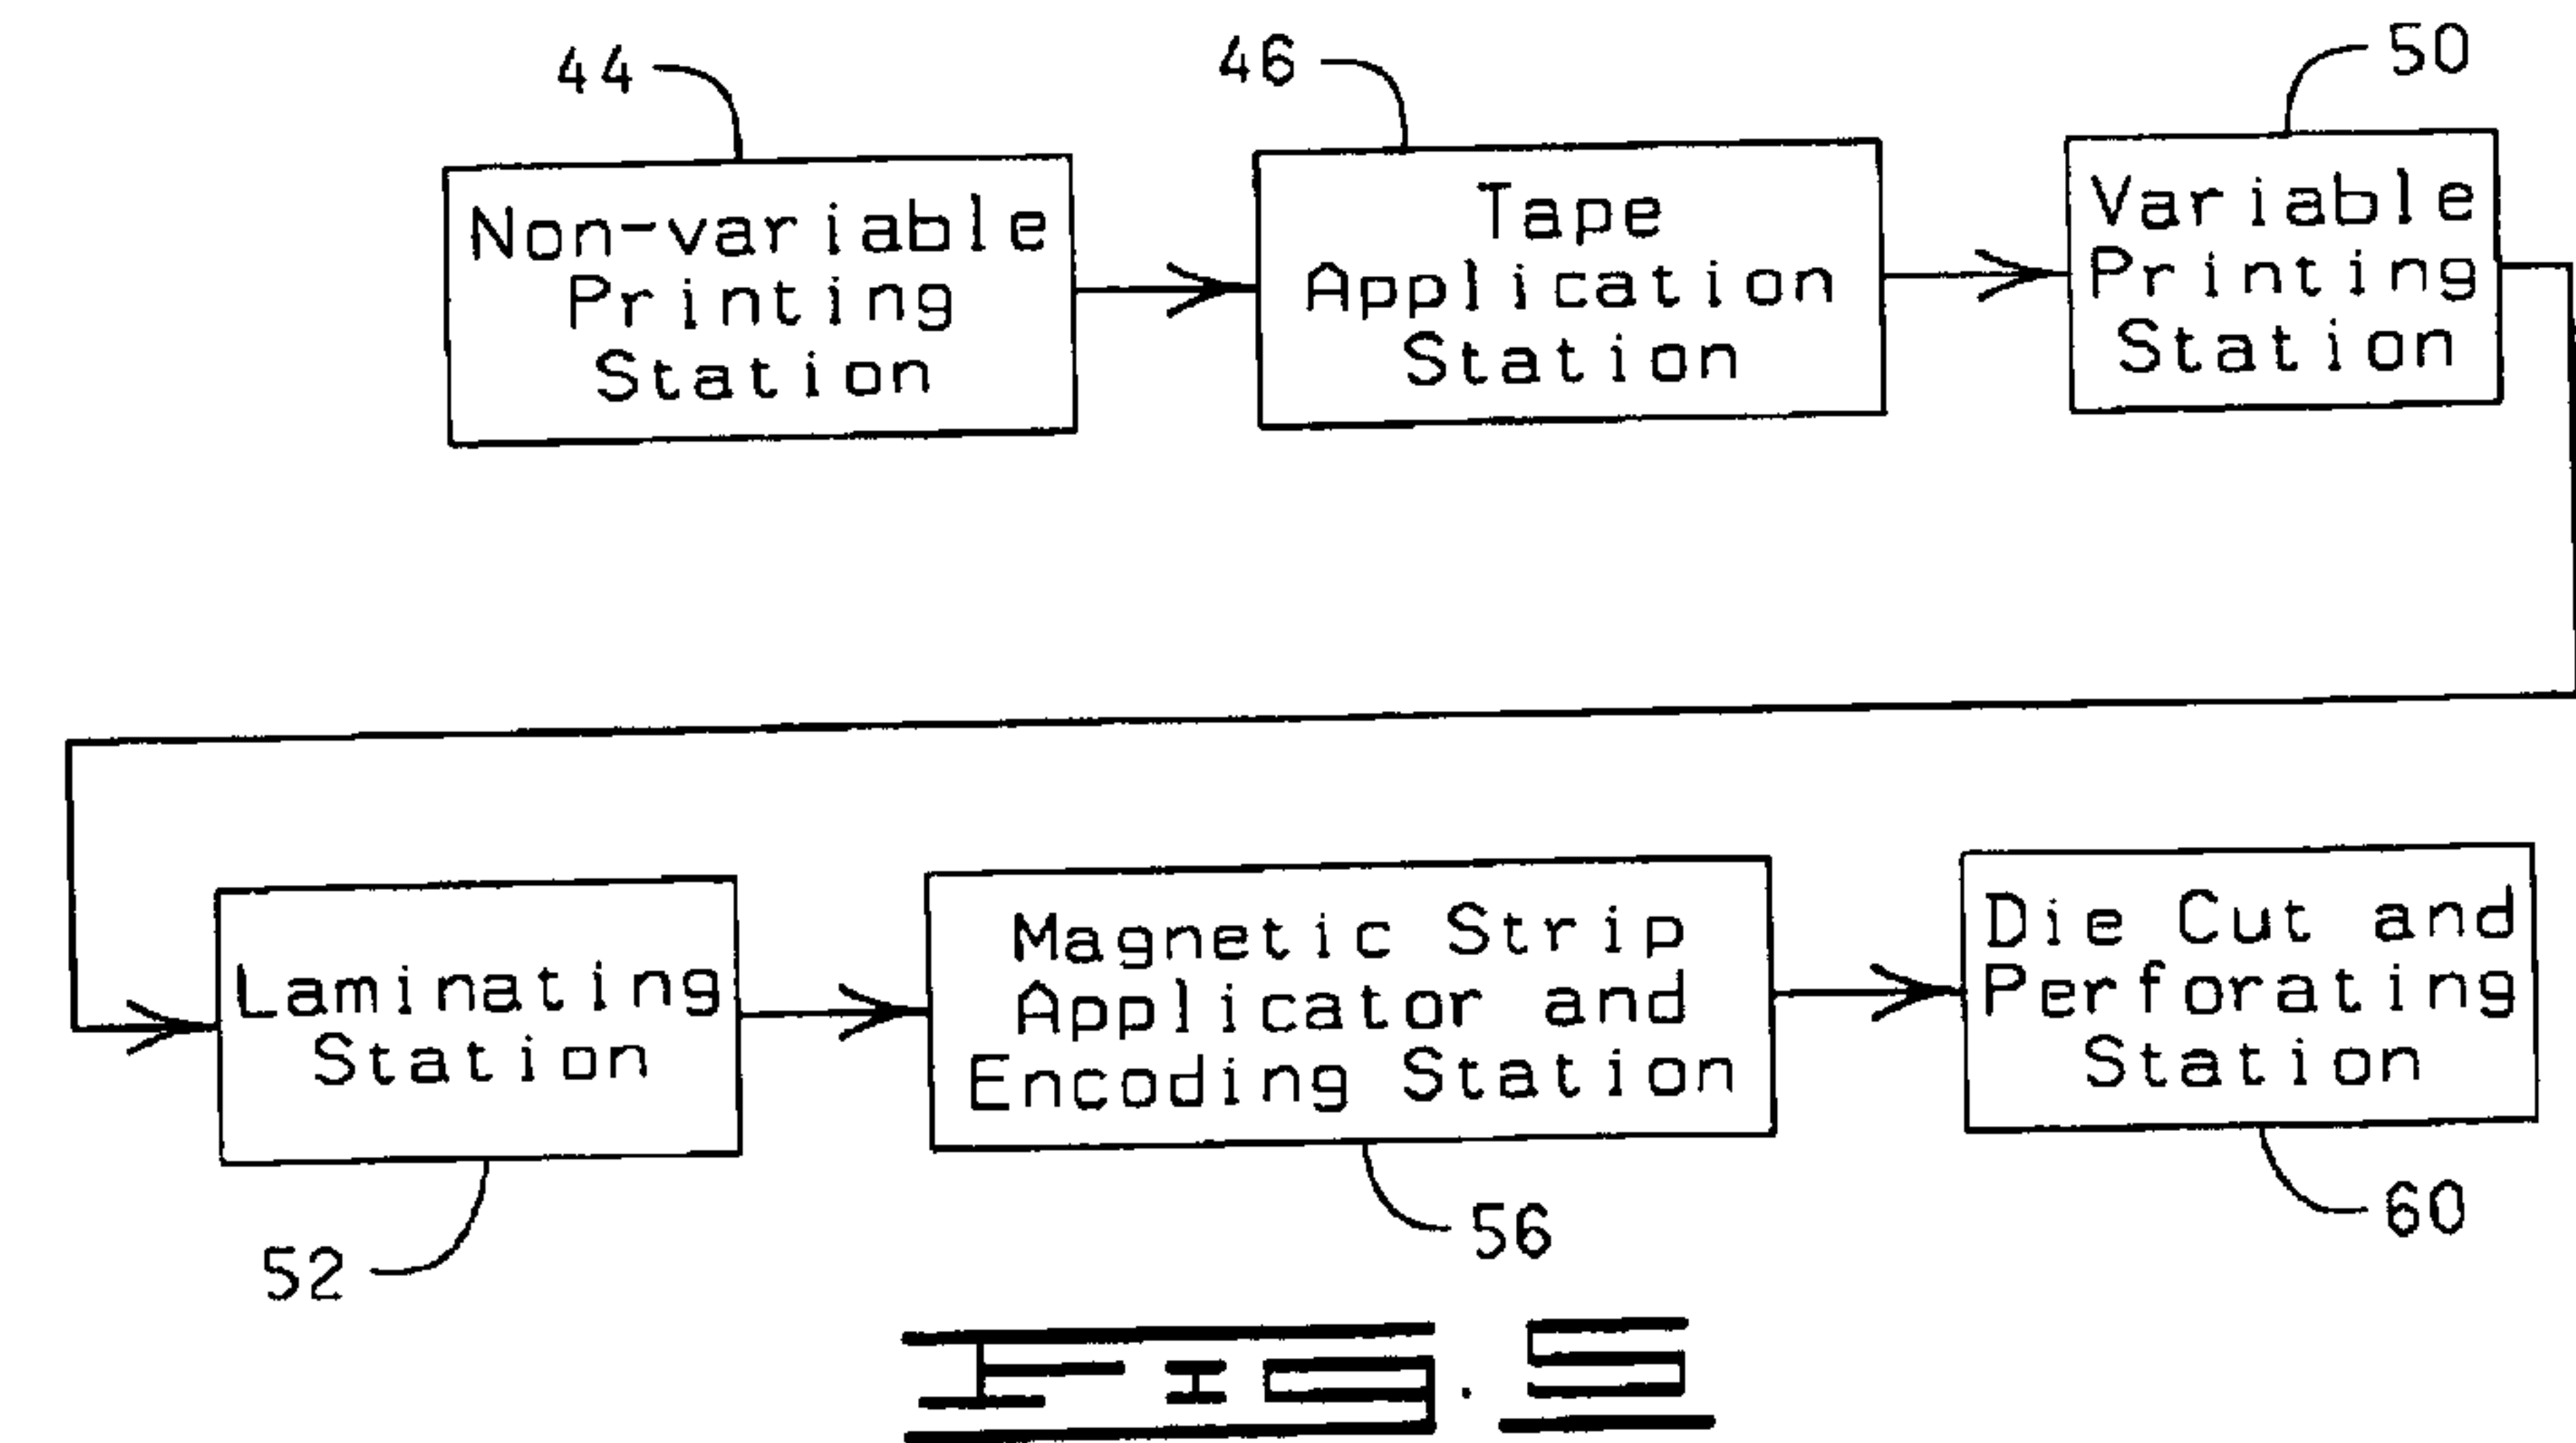 44
46
50
Non-variable
Printing
Station
Tape
Application
Station
Variable
Printing
Station
Laminating
Station
Magnetic Strip
Applicator and
Encoding Station
Die Cut and
Perforating
Station
52
56
60
FIG. 5